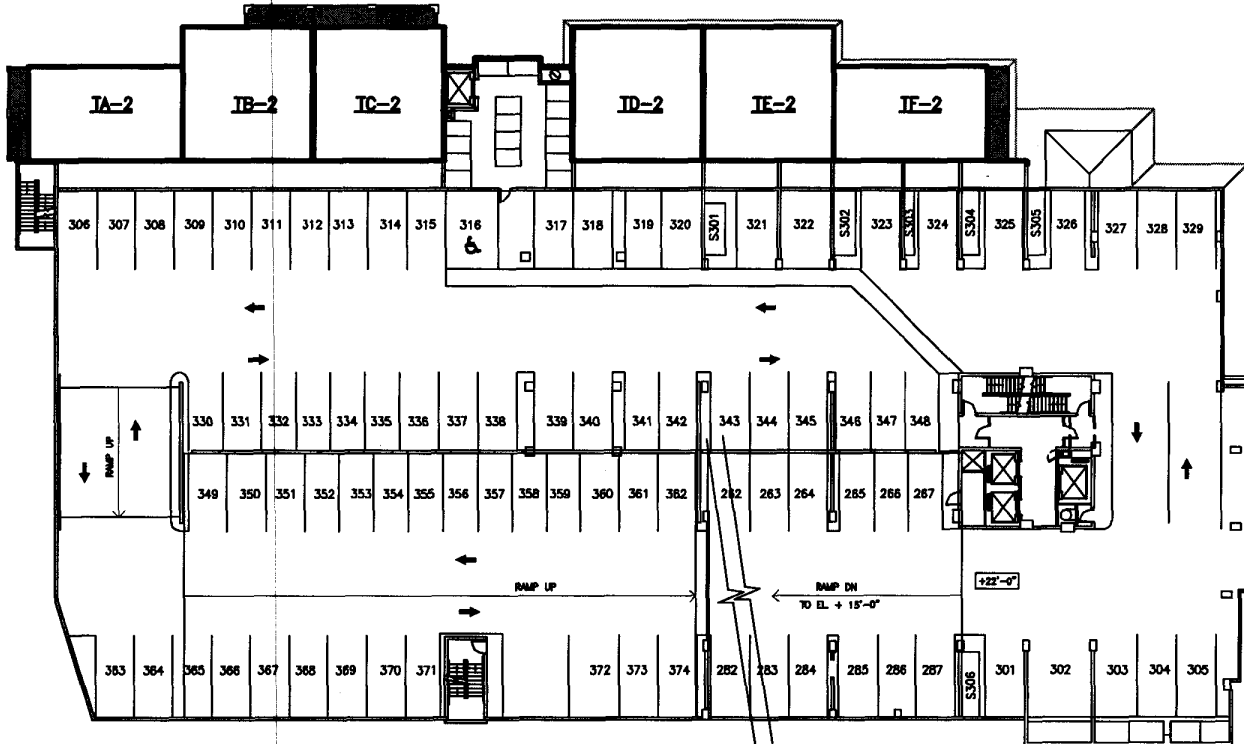 TA-2 TB-2 TC-2 TD-2 TE-2 TF-2
306 307 308 309 310 311 312 313 314 315 316 317 318 319 320 S301 321 322 S302 323 S303 324 S304 325 S305 326 327 328 329
330 331 332 333 334 335 336 337 338 339 340 341 342 343 344 345 346 347 348
RAMP UP
349 350 351 352 353 354 355 356 357 358 359 360 361 362 262 263 264 265 266 267
+22'-0"
RAMP UP RAMP DN
TO EL. + 15'-0"
363 364 365 366 367 368 369 370 371 372 373 374 282 283 284 285 286 287 S306 301 302 303 304 305